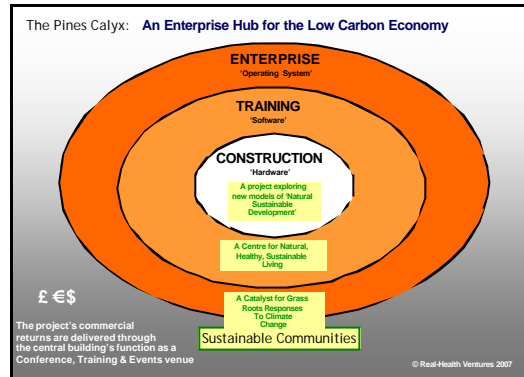 The Pines Calyx: An Enterprise Hub for the Low Carbon Economy
ENTERPRISE
'Operating System'
TRAINING
'Software'
CONSTRUCTION
'Hardware'
A project exploring
new models of 'Natural
Sustainable
Development'
A Centre for Natural,
Healthy, Sustainable
Living
A Catalyst for Grass
Roots Responses
To Climate
Change
Sustainable Communities
£ €$
The project's commercial
returns are delivered through
the central building's function as a
Conference, Training & Events venue
© Real-Health Ventures 2007